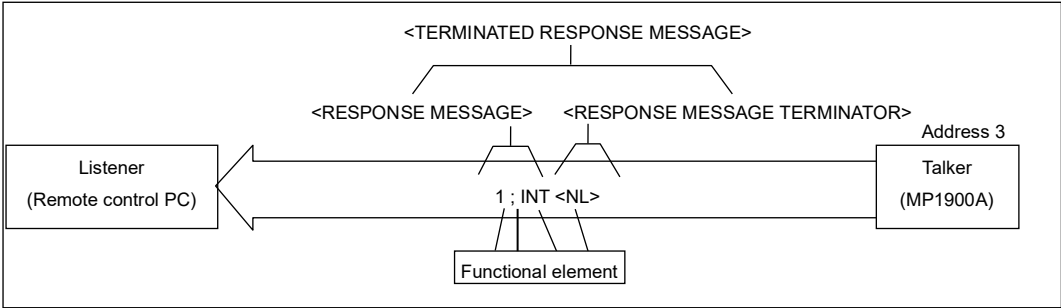 <TERMINATED RESPONSE MESSAGE>
<RESPONSE MESSAGE> <RESPONSE MESSAGE TERMINATOR>
Address 3
Listener
(Remote control PC)
Talker
(MP1900A)
1 ; INT <NL>
Functional element